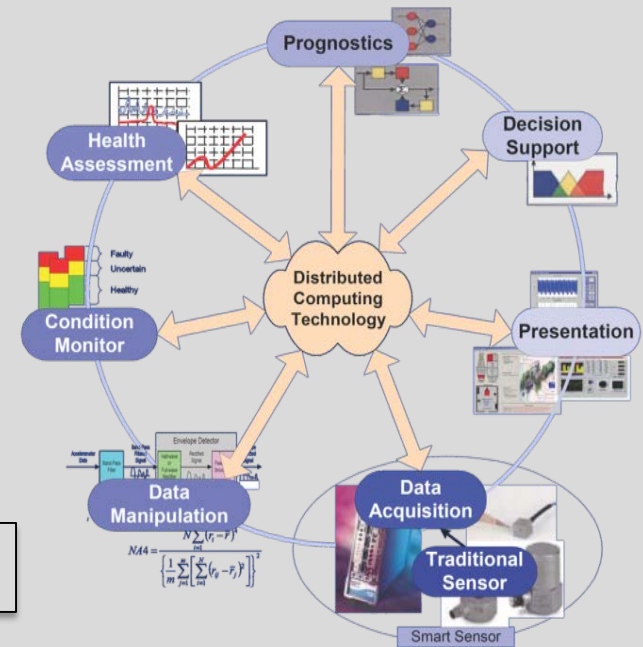 Prognostics
Health
Assessment
Decision
Support
Faulty
Uncertain
Healthy
Distributed
Computing
Technology
Condition
Monitor
Presentation
Envelope Detector
Data
Manipulation
Data
Acquisition
Traditional
Sensor
Smart Sensor